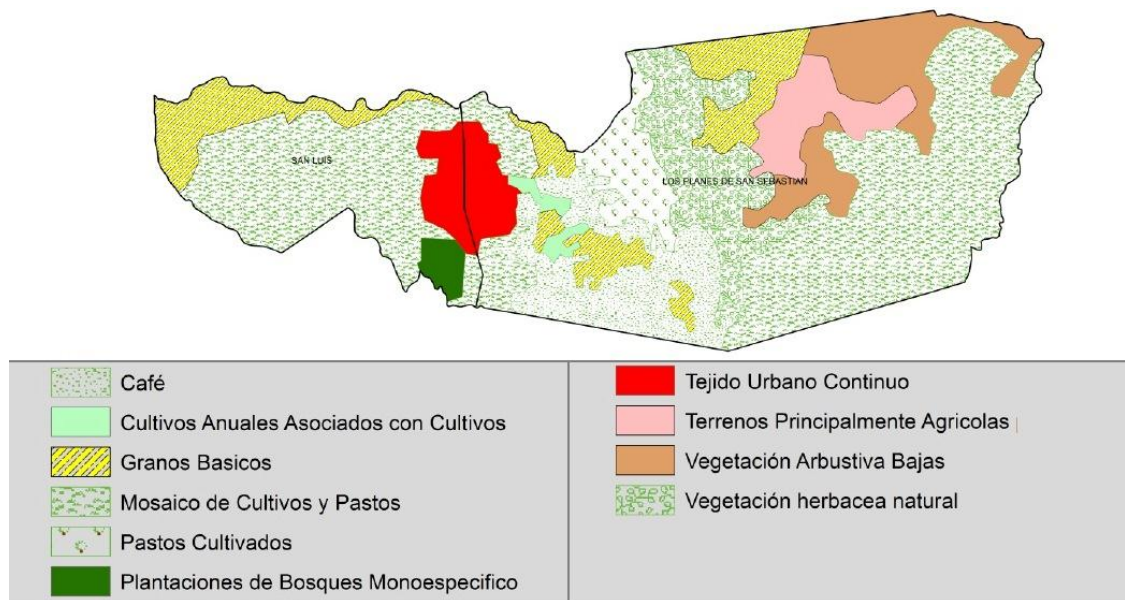 SAN LUIS
LOS PLANES DE SAN SEBASTIAN
Café
Cultivos Anuales Asociados con Cultivos
Granos Basicos
Mosaico de Cultivos y Pastos
Pastos Cultivados
Plantaciones de Bosques Monoespecifico
Tejido Urbano Continuo
Terrenos Principalmente Agricolas
Vegetación Arbustiva Bajas
Vegetación herbacea natural